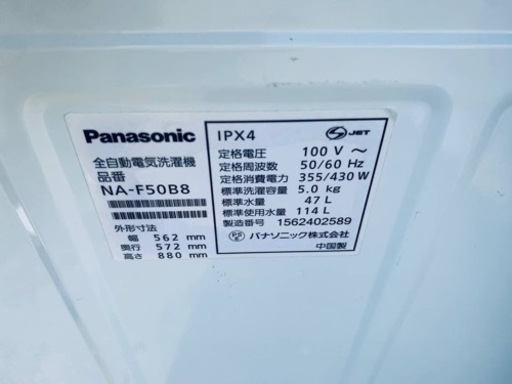 Panasonic
全自動電気洗濯機
品番
NA-F50B8
外形寸法
幅 562 mm
奥行 572 mm
高さ 880 mm
IPX4
JET
定格電圧 100 V ～
定格周波数 50/60 Hz
定格消費電力 355/430 W
標準洗濯容量 5.0 kg
標準水量 47 L
標準使用水量 114 L
製造番号 1562402589
パナソニック株式会社
中国製